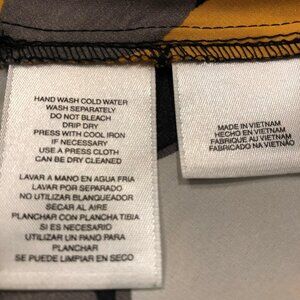 HAND WASH COLD WATER
WASH SEPARATELY
DO NOT BLEACH
DRIP DRY
PRESS WITH COOL IRON
IF NECESSARY
USE A PRESS CLOTH
CAN BE DRY CLEANED
LAVAR A MANO EN AGUA FRIA
LAVAR POR SEPARADO
NO UTILIZAR BLANQUEADOR
SECAR AL AIRE
PLANCHAR CON PLANCHA TIBIA
SI ES NECESARIO
UTILIZAR UN PANO PARA
PLANCHAR
SE PUEDE LIMPIAR EN SECO
MADE IN VIETNAM
HECHO EN VIETNAM
FABRIQUE AU VIETNAM
FABRICADO NA VIETNÃO